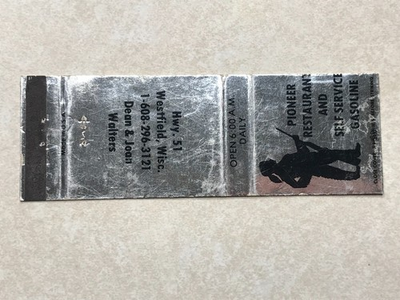 PIONEER
RESTAURANT
AND
SELF SERVICE
GASOLINE
OPEN 6:00 A.M.
DAILY
Hwy. 51
Westfield, Wisc.
1-608-296-3121
Dean & Joan
Walters